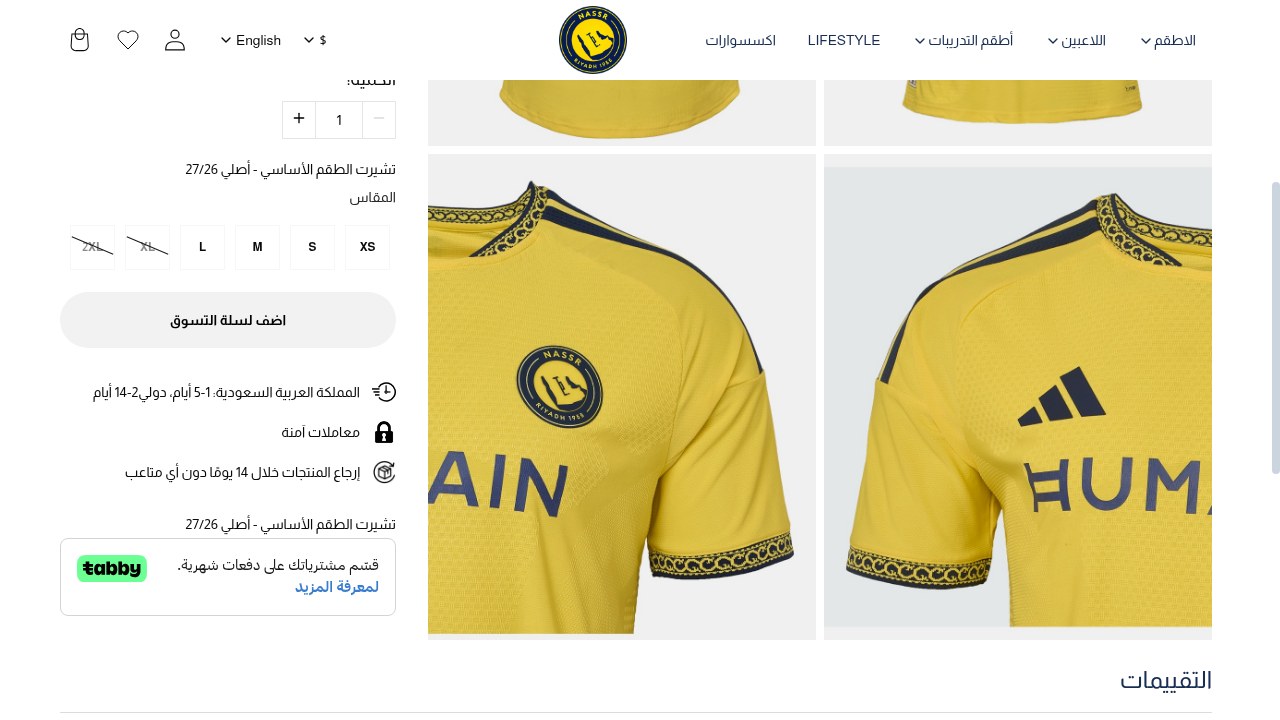 الاطقم
اللاعبين
أطقم التدريبات
LIFESTYLE
اكسسوارات
NASSR
RIYADH 1955
$
English
1
تشيرت الطقم الأساسي - أصلي 27/26
المقاس
XS
S
M
L
XL
2XL
اضف لسلة التسوق
المملكة العربية السعودية: 1-5 أيام، دولي2-14 أيام
معاملات آمنة
إرجاع المنتجات خلال 14 يومًا دون أي متاعب
تشيرت الطقم الأساسي - أصلي 27/26
قسّم مشترياتك على دفعات شهرية.
لمعرفة المزيد
tabby
HUMA
NASSR
RIYADH 1955
AIN
التقييمات